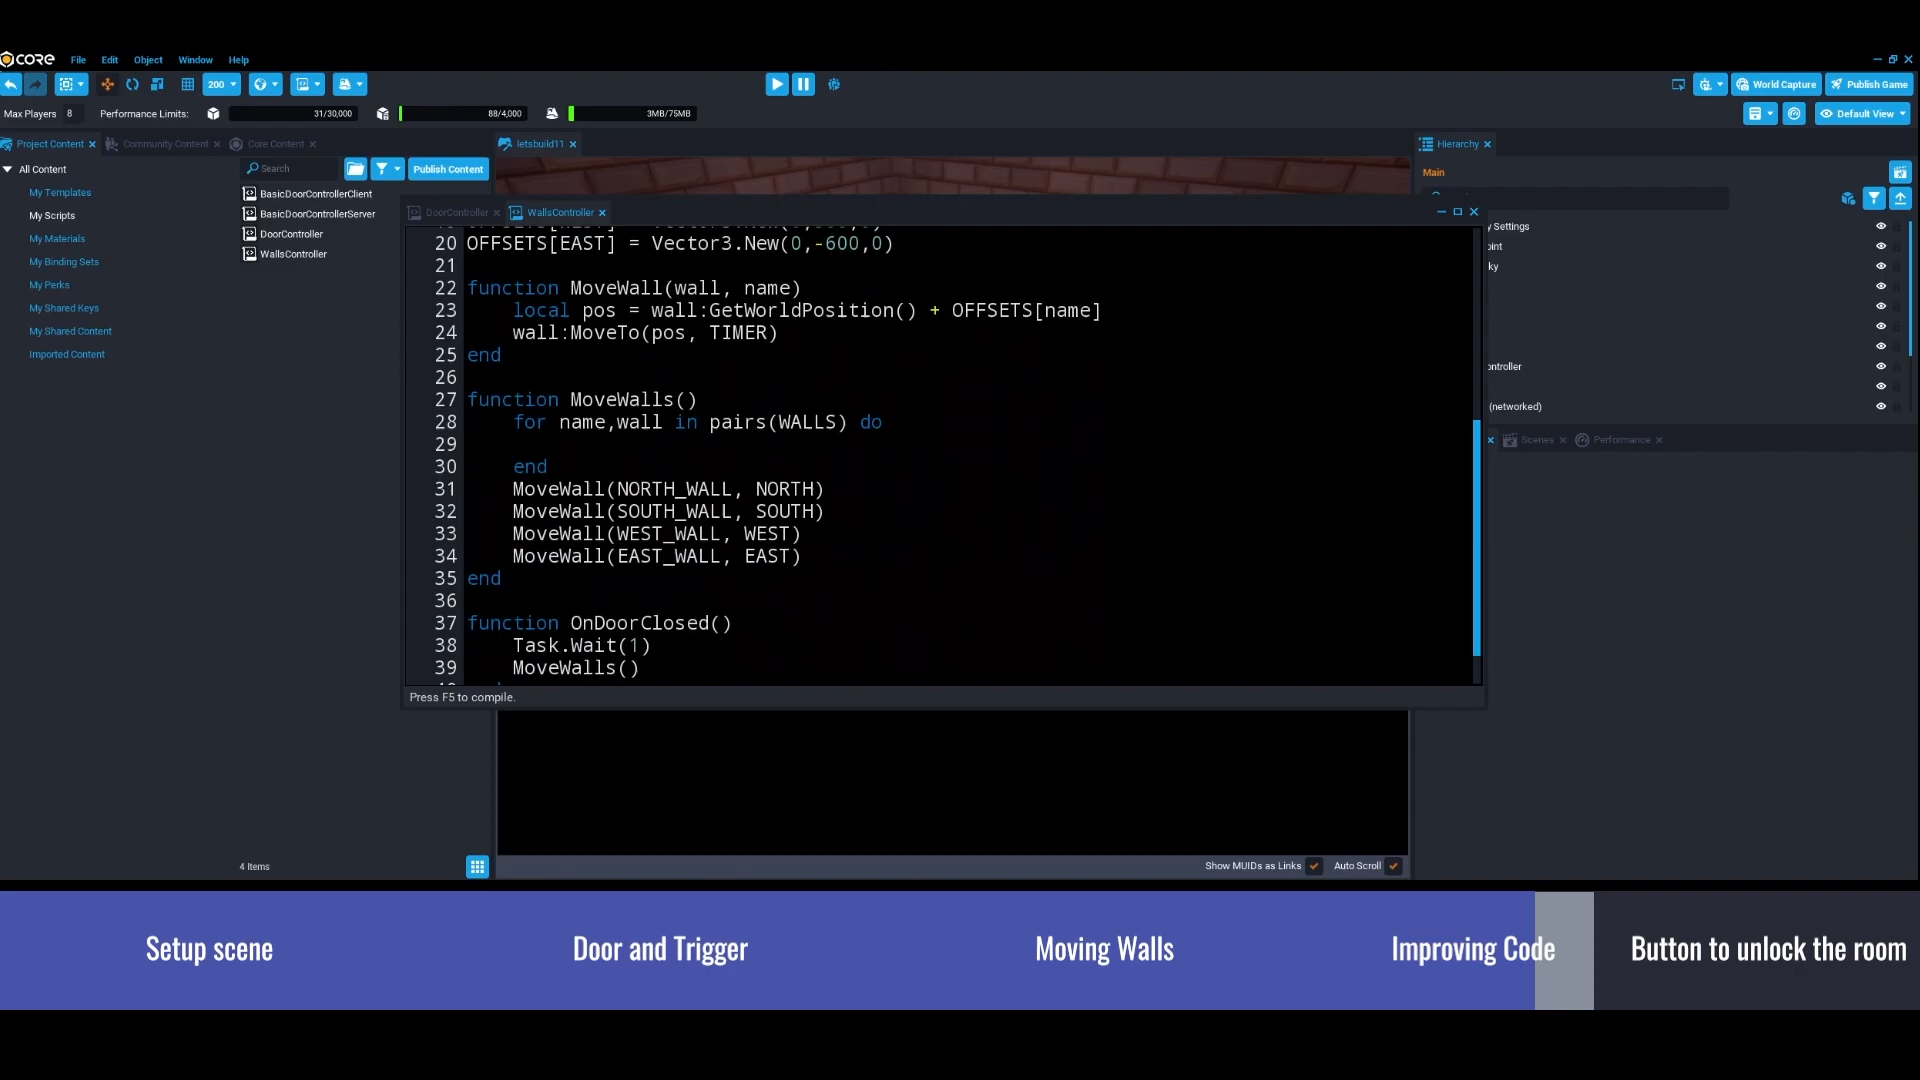 CORE File Edit Object Window Help
200 World Capture Publish Game
Max Players 8 Performance Limits: 31/30,000 88/4,000 3MB/75MB Default View
Project Content Community Content Core Content letsbuild11 Hierarchy
All Content Search Publish Content Main
My Templates
My Scripts
My Materials
My Binding Sets
My Perks
My Shared Keys
My Shared Content
Imported Content
BasicDoorControllerClient
BasicDoorControllerServer
DoorController
WallsController
4 Items
DoorController WallsController
20 OFFSETS[EAST] = Vector3.New(0,-600,0)
21
22 function MoveWall(wall, name)
23 local pos = wall:GetWorldPosition() + OFFSETS[name]
24 wall:MoveTo(pos, TIMER)
25 end
26
27 function MoveWalls()
28 for name,wall in pairs(WALLS) do
29
30 end
31 MoveWall(NORTH_WALL, NORTH)
32 MoveWall(SOUTH_WALL, SOUTH)
33 MoveWall(WEST_WALL, WEST)
34 MoveWall(EAST_WALL, EAST)
35 end
36
37 function OnDoorClosed()
38 Task.Wait(1)
39 MoveWalls()
Press F5 to compile.
y Settings
oint
ky
ontroller
(networked)
Scenes Performance
Show MUIDs as Links Auto Scroll
Setup scene Door and Trigger Moving Walls Improving Code Button to unlock the room